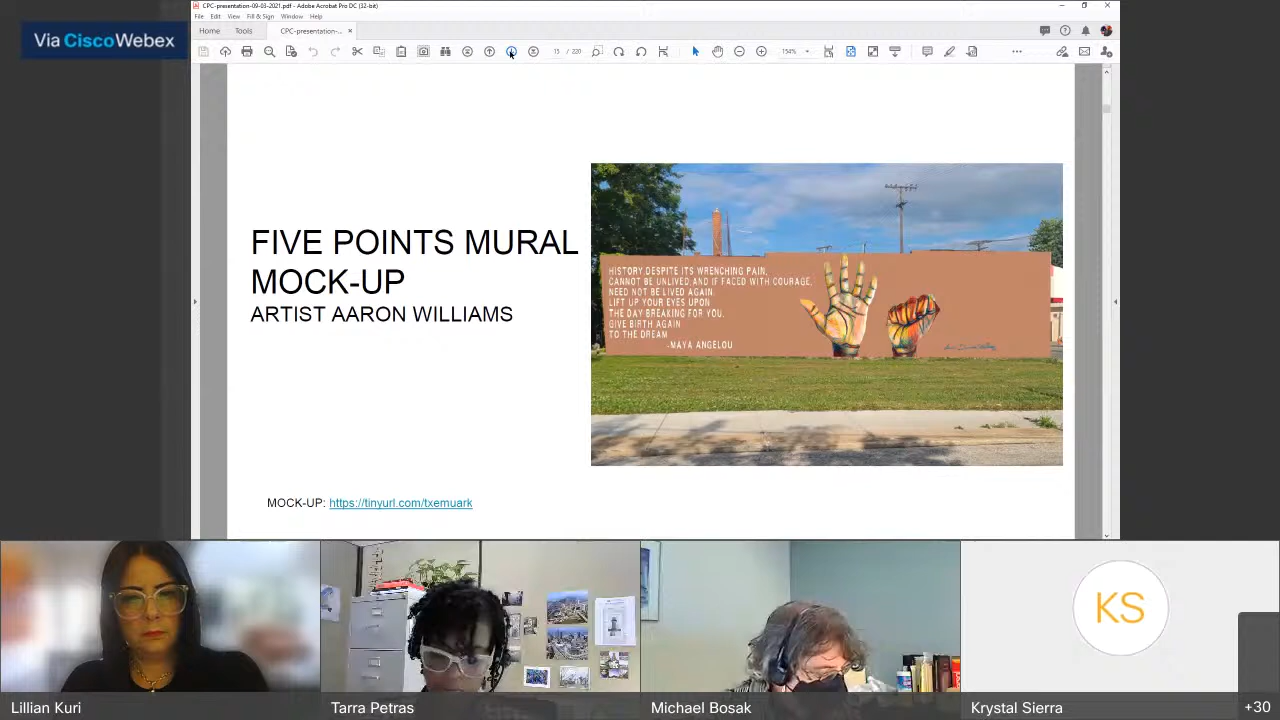 CPC-presentation-09-03-2021.pdf - Adobe Acrobat Pro DC (32-bit)
File Edit View Fill & Sign Window Help
Via CiscoWebex
Home Tools CPC-presentation-... ×
15 / 220 154%
FIVE POINTS MURAL
MOCK-UP
ARTIST AARON WILLIAMS
HISTORY,DESPITE ITS WRENCHING PAIN,
CANNOT BE UNLIVED,AND IF FACED WITH COURAGE,
NEED NOT BE LIVED AGAIN.
LIFT UP YOUR EYES UPON
THE DAY BREAKING FOR YOU.
GIVE BIRTH AGAIN
TO THE DREAM
-MAYA ANGELOU
MOCK-UP: https://tinyurl.com/txemuark
KS
Lillian Kuri
Tarra Petras
Michael Bosak
Krystal Sierra
+30